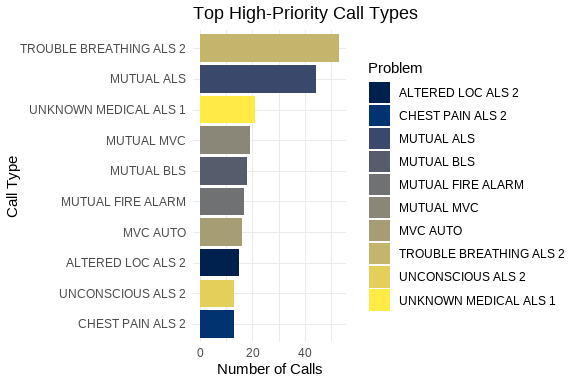 Top High-Priority Call Types
Call Type
TROUBLE BREATHING ALS 2
MUTUAL ALS
UNKNOWN MEDICAL ALS 1
MUTUAL MVC
MUTUAL BLS
MUTUAL FIRE ALARM
MVC AUTO
ALTERED LOC ALS 2
UNCONSCIOUS ALS 2
CHEST PAIN ALS 2
0 20 40
Number of Calls
Problem
ALTERED LOC ALS 2
CHEST PAIN ALS 2
MUTUAL ALS
MUTUAL BLS
MUTUAL FIRE ALARM
MUTUAL MVC
MVC AUTO
TROUBLE BREATHING ALS 2
UNCONSCIOUS ALS 2
UNKNOWN MEDICAL ALS 1